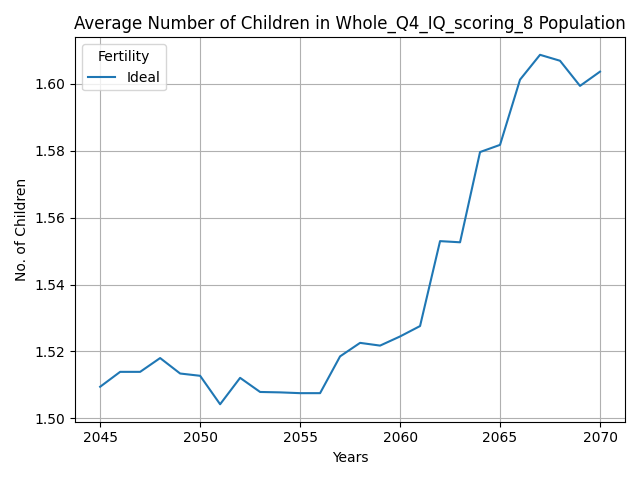 Average Number of Children in Whole_Q4_IQ_scoring_8 Population
Fertility
Ideal
1.60
1.58
1.56
1.54
1.52
1.50
No. of Children
2045 2050 2055 2060 2065 2070
Years